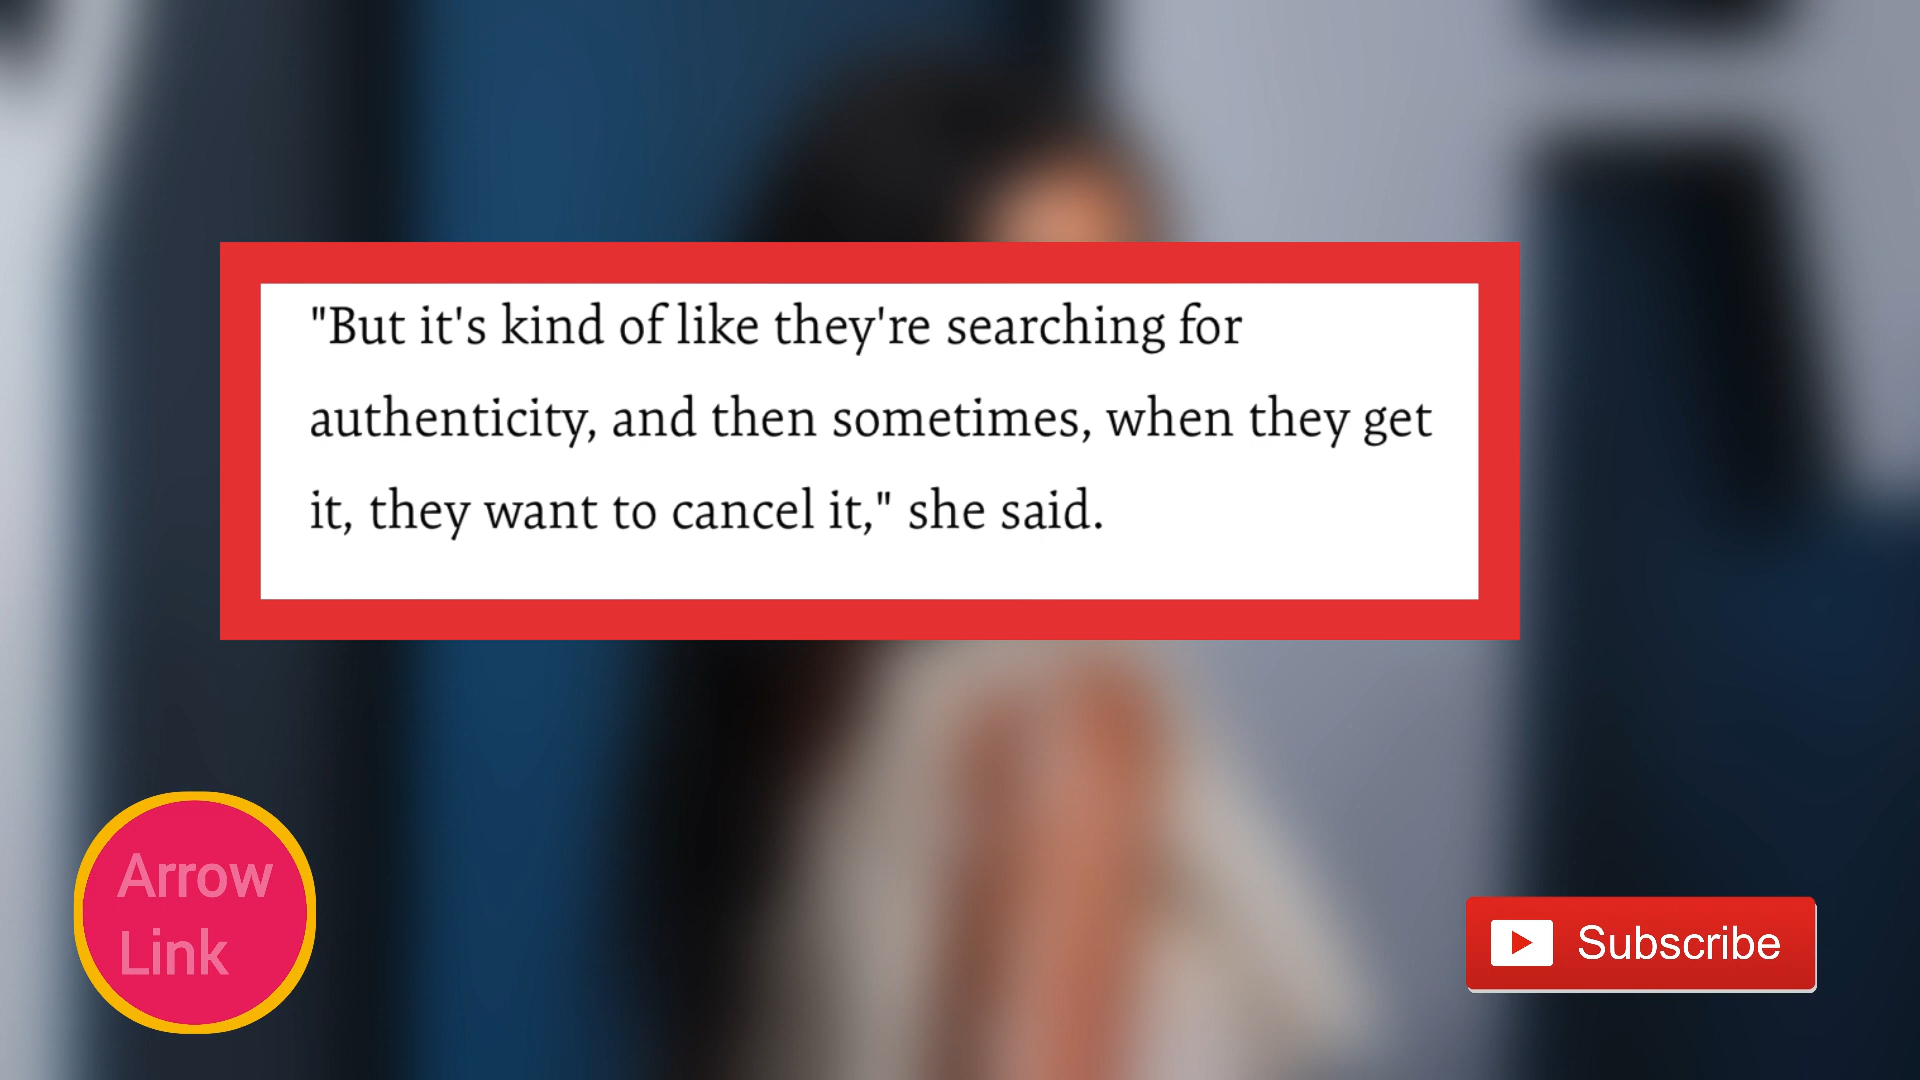 "But it's kind of like they're searching for
authenticity, and then sometimes, when they get
it, they want to cancel it," she said.
Arrow
Link
Subscribe